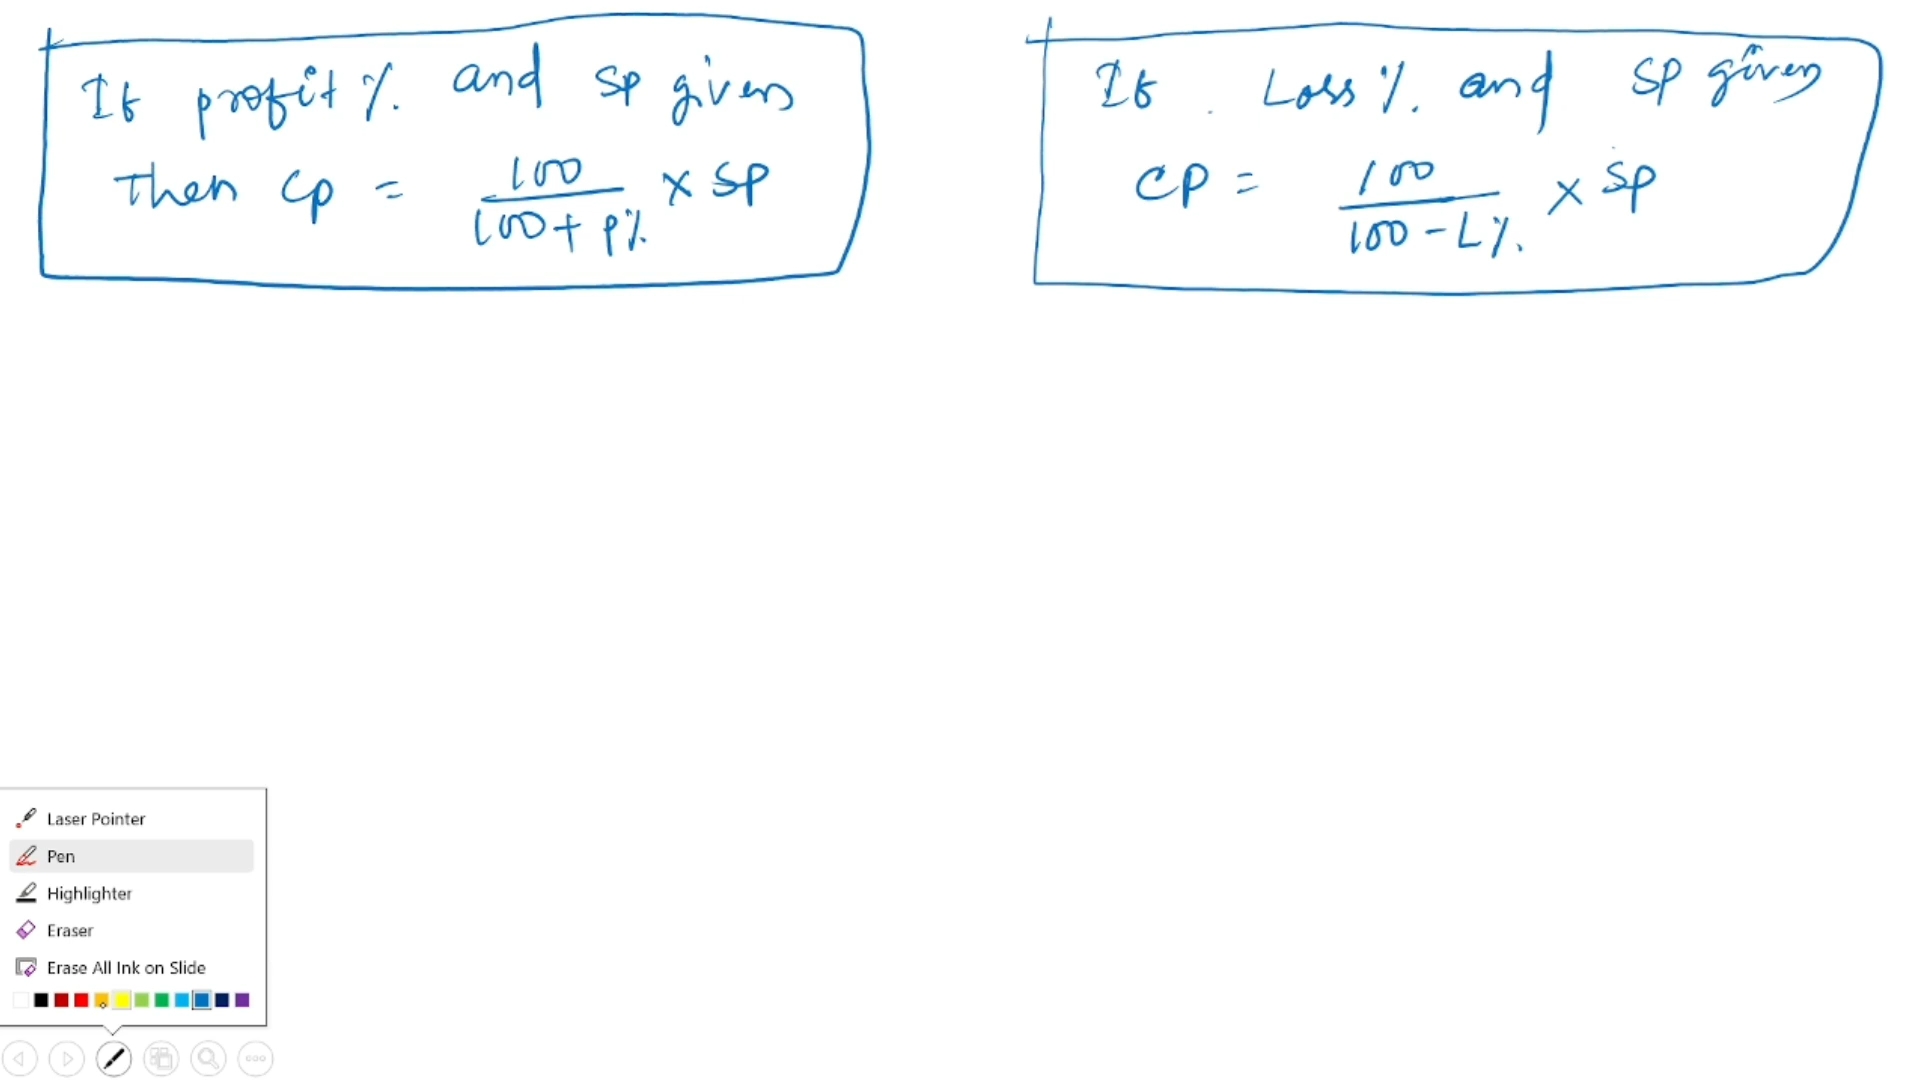 If profit % and SP given
Then CP = 100 / 100 + P% × SP
If Loss % and SP given
CP = 100 / 100 - L% × SP
Laser Pointer
Pen
Highlighter
Eraser
Erase All Ink on Slide